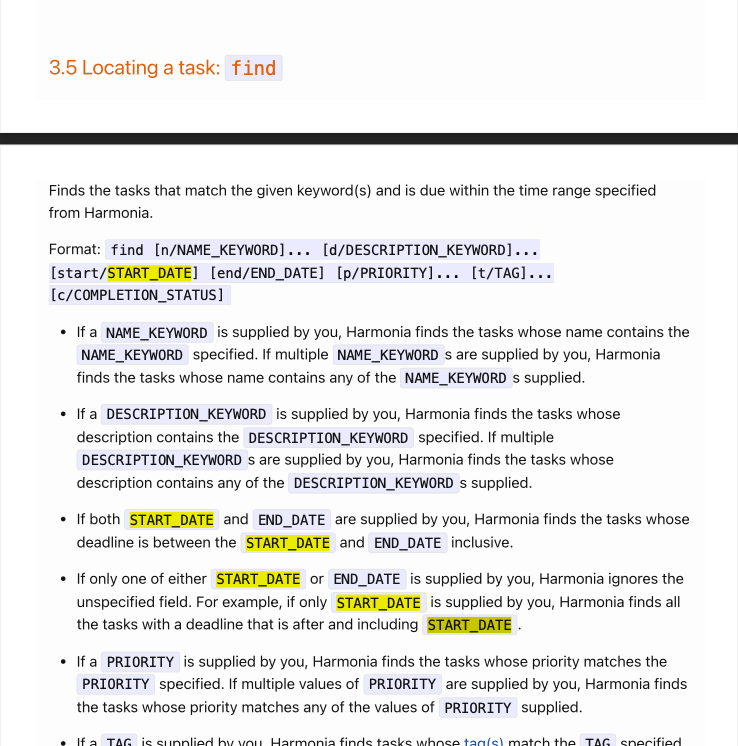 3.5 Locating a task: find
Finds the tasks that match the given keyword(s) and is due within the time range specified
from Harmonia.
Format: find [n/NAME_KEYWORD]... [d/DESCRIPTION_KEYWORD]...
[start/START_DATE] [end/END_DATE] [p/PRIORITY]... [t/TAG]...
[c/COMPLETION_STATUS]
• If a NAME_KEYWORD is supplied by you, Harmonia finds the tasks whose name contains the
NAME_KEYWORD specified. If multiple NAME_KEYWORD s are supplied by you, Harmonia
finds the tasks whose name contains any of the NAME_KEYWORD s supplied.
• If a DESCRIPTION_KEYWORD is supplied by you, Harmonia finds the tasks whose
description contains the DESCRIPTION_KEYWORD specified. If multiple
DESCRIPTION_KEYWORD s are supplied by you, Harmonia finds the tasks whose
description contains any of the DESCRIPTION_KEYWORD s supplied.
• If both START_DATE and END_DATE are supplied by you, Harmonia finds the tasks whose
deadline is between the START_DATE and END_DATE inclusive.
• If only one of either START_DATE or END_DATE is supplied by you, Harmonia ignores the
unspecified field. For example, if only START_DATE is supplied by you, Harmonia finds all
the tasks with a deadline that is after and including START_DATE .
• If a PRIORITY is supplied by you, Harmonia finds the tasks whose priority matches the
PRIORITY specified. If multiple values of PRIORITY are supplied by you, Harmonia finds
the tasks whose priority matches any of the values of PRIORITY supplied.
• If a TAG is supplied by you, Harmonia finds tasks whose tag(s) match the TAG specified.